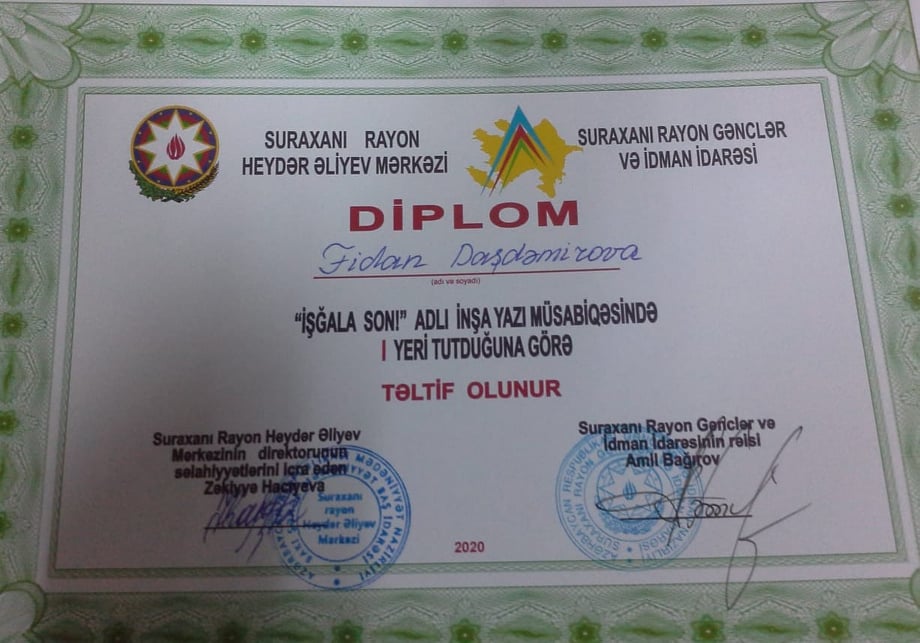 SURAXANI RAYON
HEYDƏR ƏLİYEV MƏRKƏZİ
SURAXANI RAYON GƏNCLƏR
VƏ İDMAN İDARƏSİ
DİPLOM
Fidan Daşdəmirova
(adı və soyadı)
“İŞĞALA SON!” ADLI İNŞA YAZI MÜSABİQƏSİNDƏ
I YERİ TUTDUĞUNA GÖRƏ
TƏLTİF OLUNUR
Suraxanı Rayon Heydər Əliyev
Mərkəzinin direktorunun
səlahiyyətlərini icra edən
Zəkiyyə Hacıyeva
Suraxanı
rayon
Heydər Əliyev
Mərkəzi
Suraxanı Rayon Gənclər və
İdman İdarəsinin rəisi
Amil Bağırov
2020